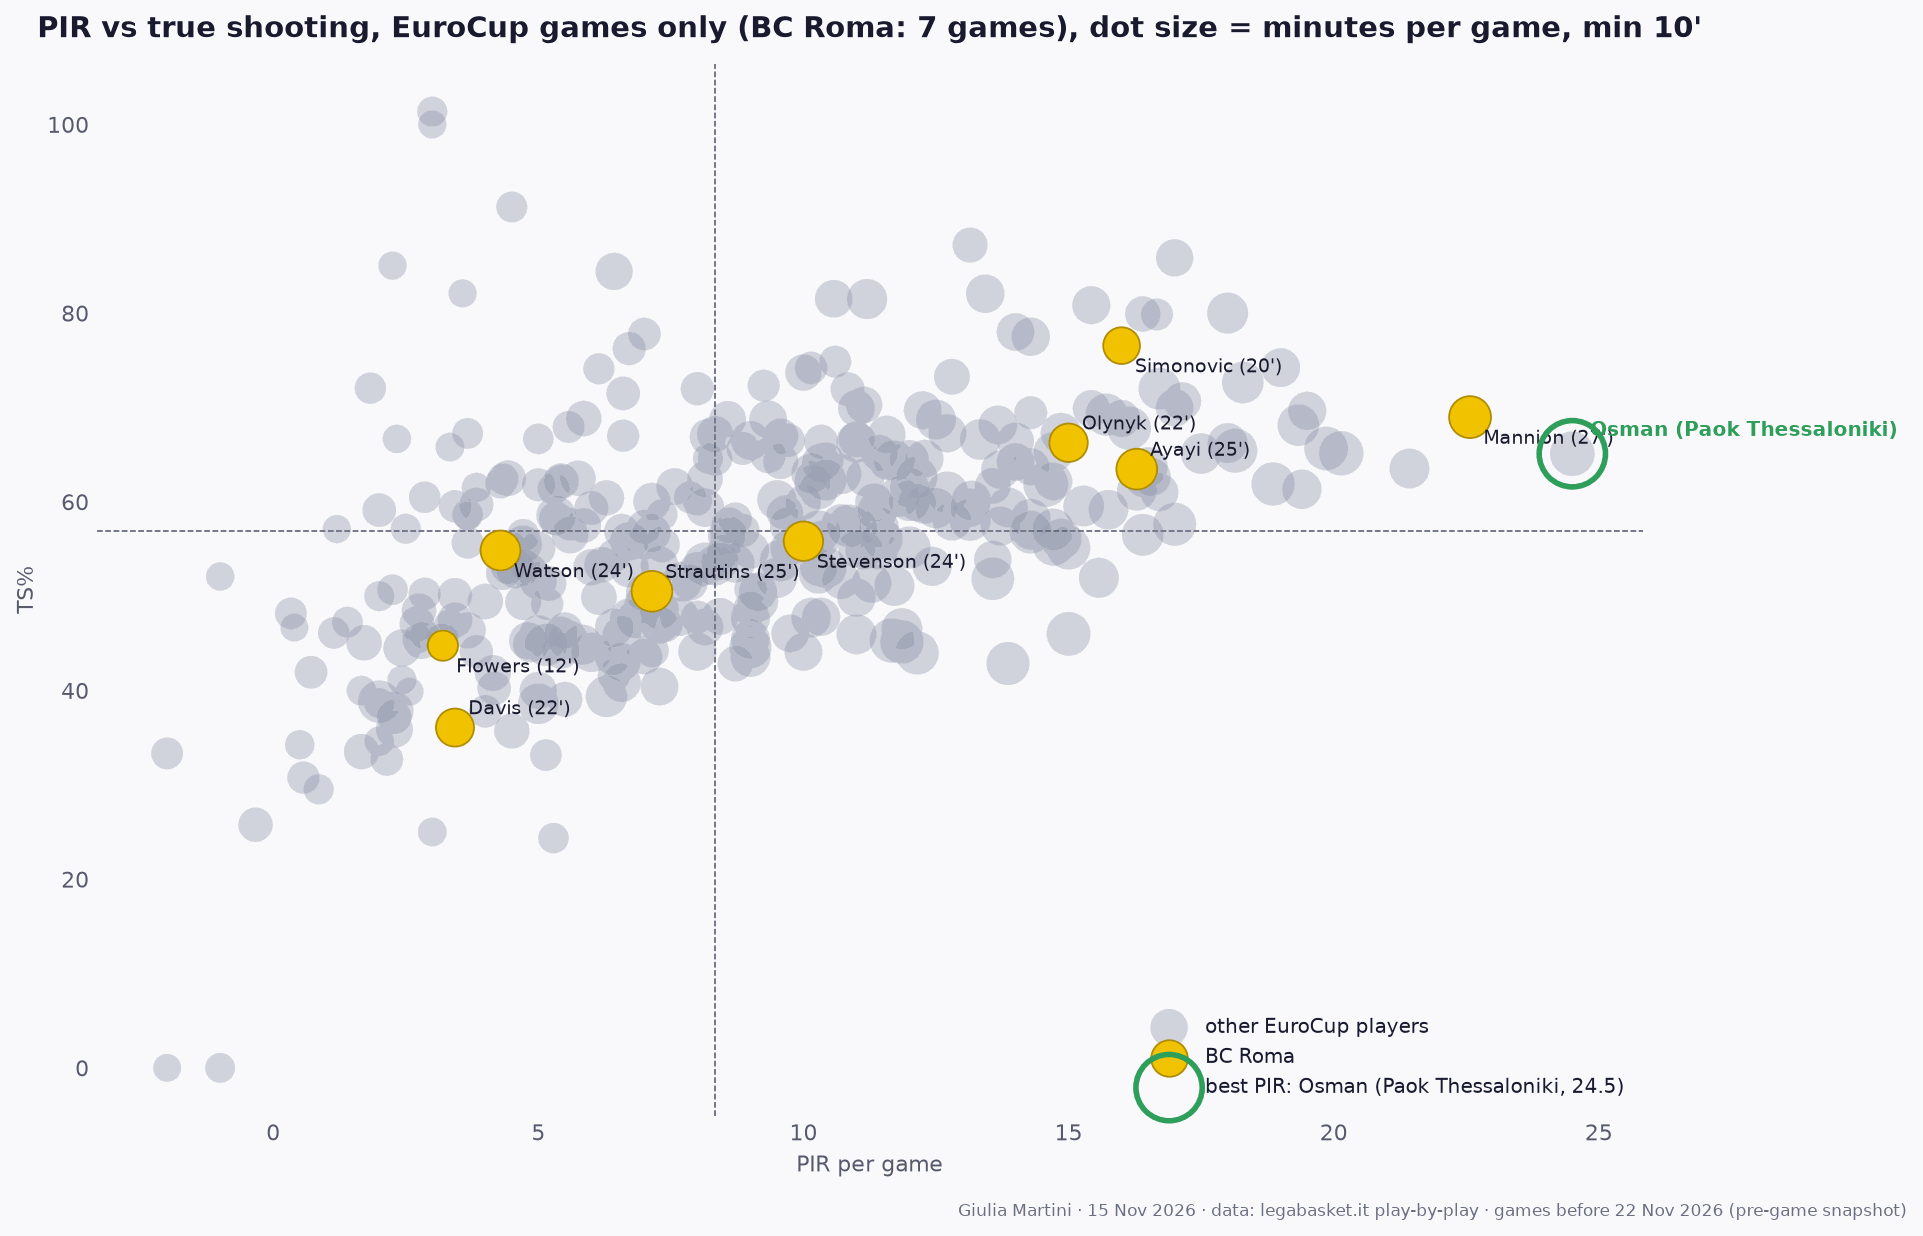 PIR vs true shooting, EuroCup games only (BC Roma: 7 games), dot size = minutes per game, min 10'
100
80
60
40
20
0
TS%
Simonovic (20')
Olynyk (22')
Ayayi (25')
Mannion (27')
Osman (Paok Thessaloniki)
Stevenson (24')
Watson (24')
Strautins (25')
Flowers (12')
Davis (22')
other EuroCup players
BC Roma
best PIR: Osman (Paok Thessaloniki, 24.5)
0 5 10 15 20 25
PIR per game
Giulia Martini · 15 Nov 2026 · data: legabasket.it play-by-play · games before 22 Nov 2026 (pre-game snapshot)